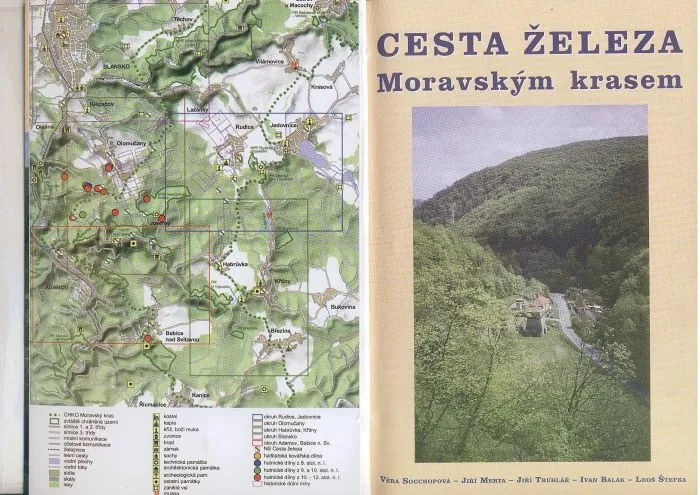 Těchov
Macochy
BLANSKO
Vilémovice
Krasová
Klepačov
Lažánky
Olešná
Rudice
Jedovnice
Olomučany
Habrůvka
ADAMOV
Křtiny
Bukovina
Babice
nad Svitavou
Březina
Kanice
Řícmanice
CHKO Moravský kras
zvláště chráněna území
silnice 1. a 2. třídy
silnice 3. třídy
místní komunikace
účelové komunikace
železnice
lesní cesty
vodní plochy
vodní toky
sídla
skály
lesy
kostel
kaple
kříž, boží muka
zvonice
hrad
zámek
sochy
technická památka
architektonická památka
archeologická pam.
ostatní památky
zaniklé vsi
muzea
okruh Rudice, Jedovnice
okruh Olomučany
okruh Habrůvka, Křtiny
okruh Blansko
okruh Adamov, Babice n. Sv.
NS Cesta železa
halštatská kovářská dílna
hutnické dílny z 8. stol. n. l.
hutnické dílny z 9. a 10. stol. n. l.
hutnické dílny z 10. - 12. stol. n. l.
historické dolní míry
CESTA ŽELEZA
Moravským krasem
Věra Souchopová – Jiří Merta – Jiří Truhlář – Ivan Balák – Leoš Štefka